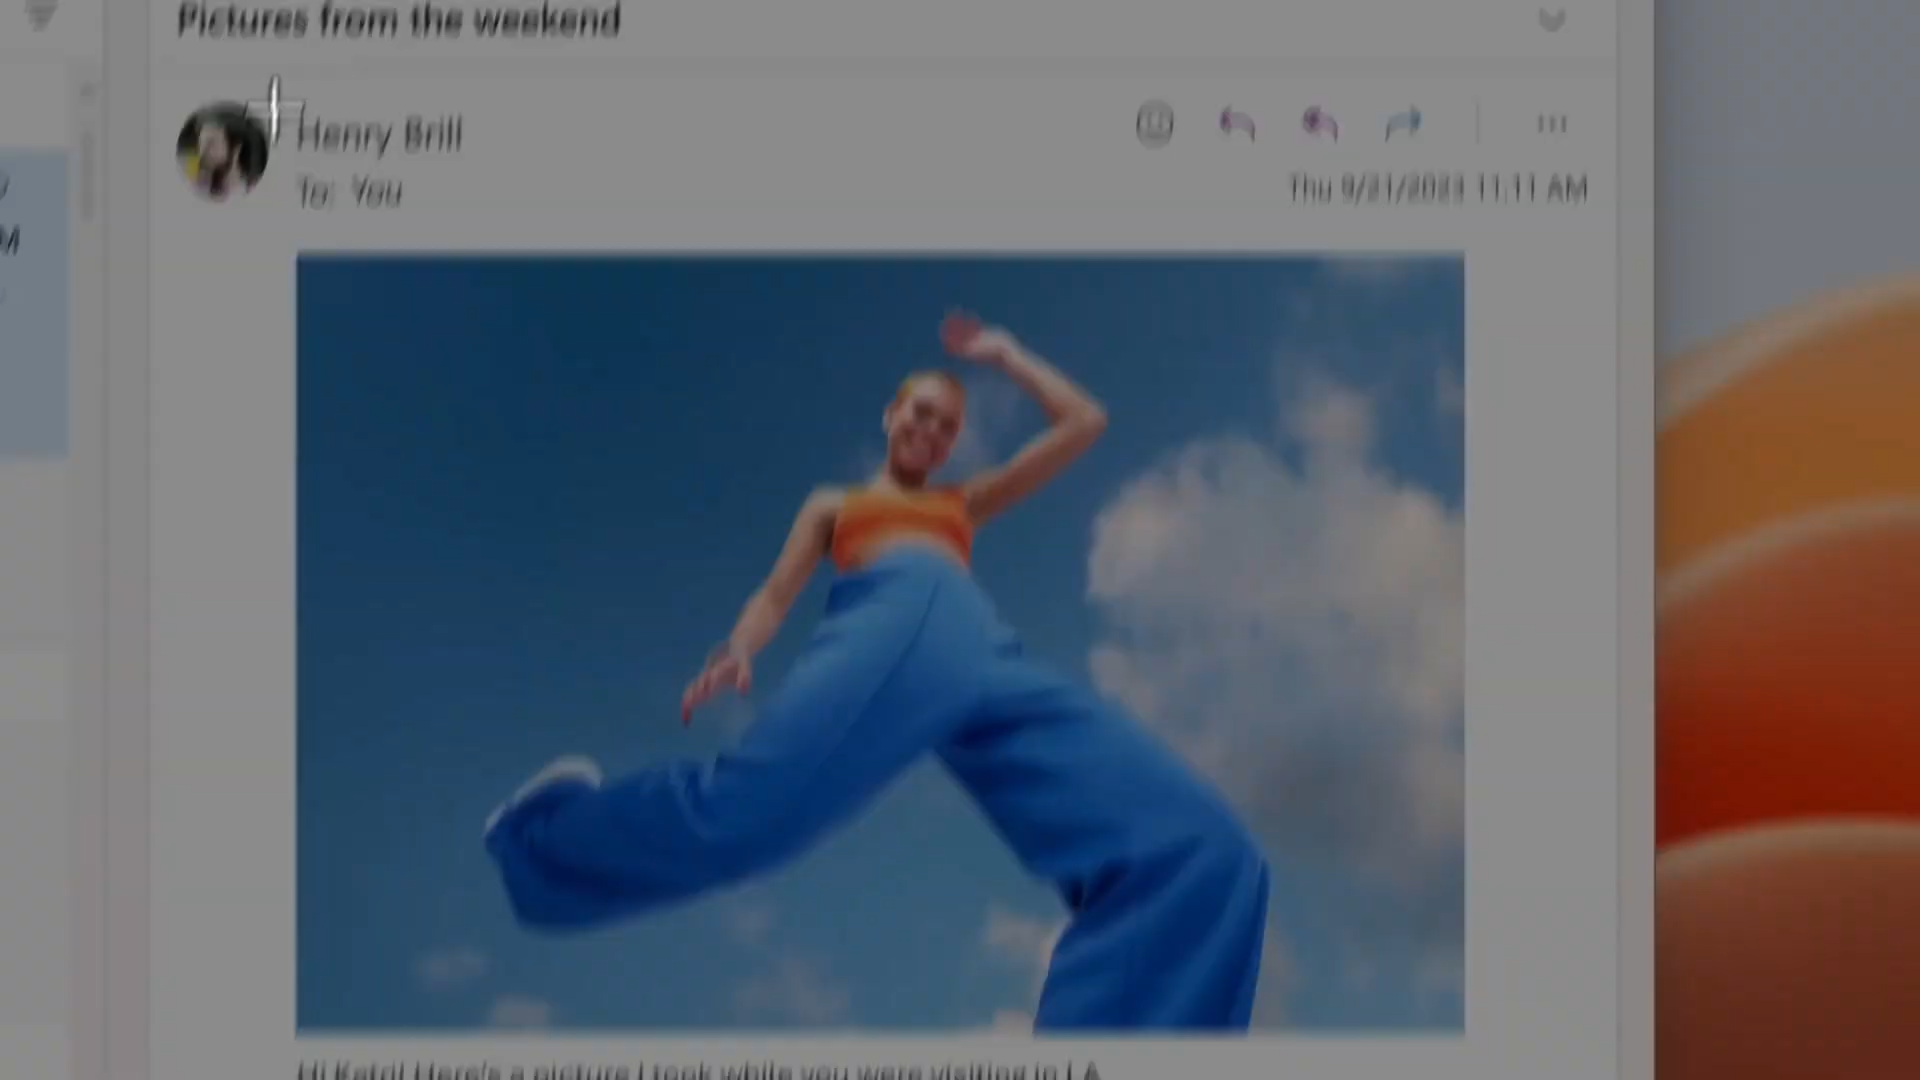 Pictures from the weekend
Henry Brill
To: You
Thu 9/21/2023 11:11 AM
M
Hi Katri! Here's a picture I took while you were visiting in LA.